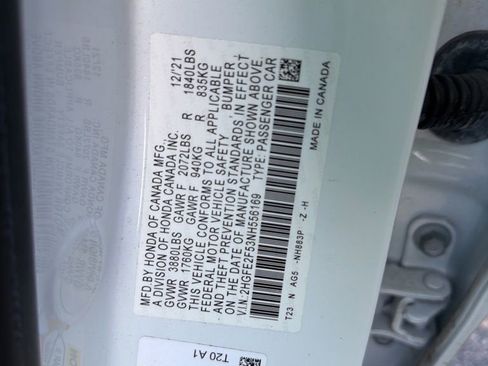 MFD BY HONDA OF CANADA MFG. 12/21
A DIVISION OF HONDA CANADA INC.
GVWR 3880LBS GAWR F 2072LBS R 1840LBS
GVWR 1760KG GAWR F 940KG R 835KG
THIS VEHICLE CONFORMS TO ALL APPLICABLE
FEDERAL MOTOR VEHICLE SAFETY, BUMPER,
AND THEFT PREVENTION STANDARDS IN EFFECT
ON THE DATE OF MANUFACTURE SHOWN ABOVE.
V.I.N: 2HGFE2F53NH556169 TYPE: PASSENGER CAR
T23 N AG5 -NH883P -Z -H MADE IN CANADA
T20 A1